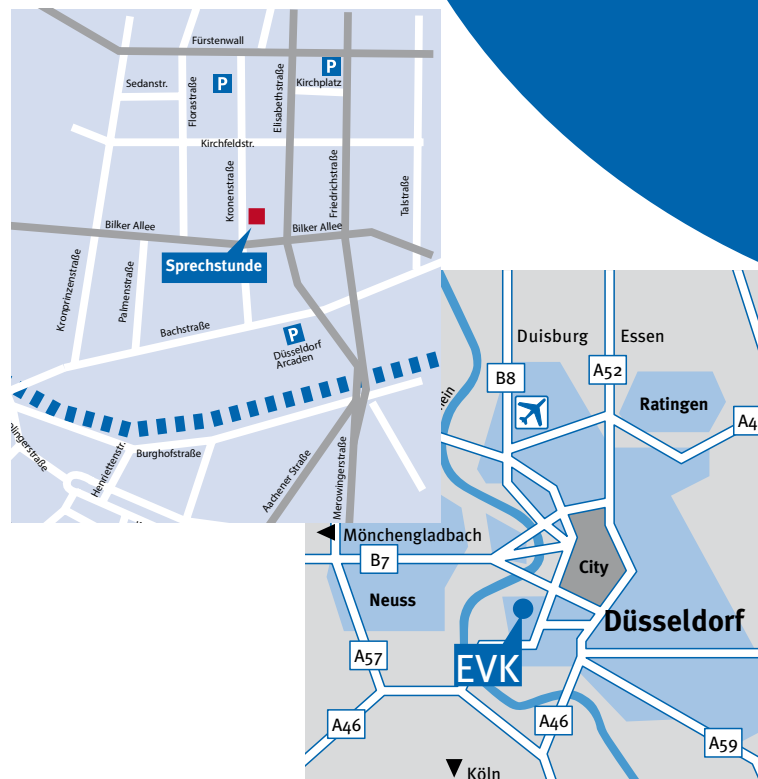 Fürstenwall
Sedanstr.
Florastraße
P
Elisabethstraße
P
Kirchplatz
Kirchfeldstr.
Kronenstraße
Friedrichstraße
Talstraße
Bilker Allee
Bilker Allee
Sprechstunde
Kronprinzenstraße
Palmenstraße
Bachstraße
P
Düsseldorf
Arcaden
Henriettenstr.
Burghofstraße
Aachener Straße
Merowingerstraße
Duisburg
Essen
B8
A52
Ratingen
Mönchengladbach
B7
City
Neuss
Düsseldorf
EVK
A57
A46
A46
A59
Köln